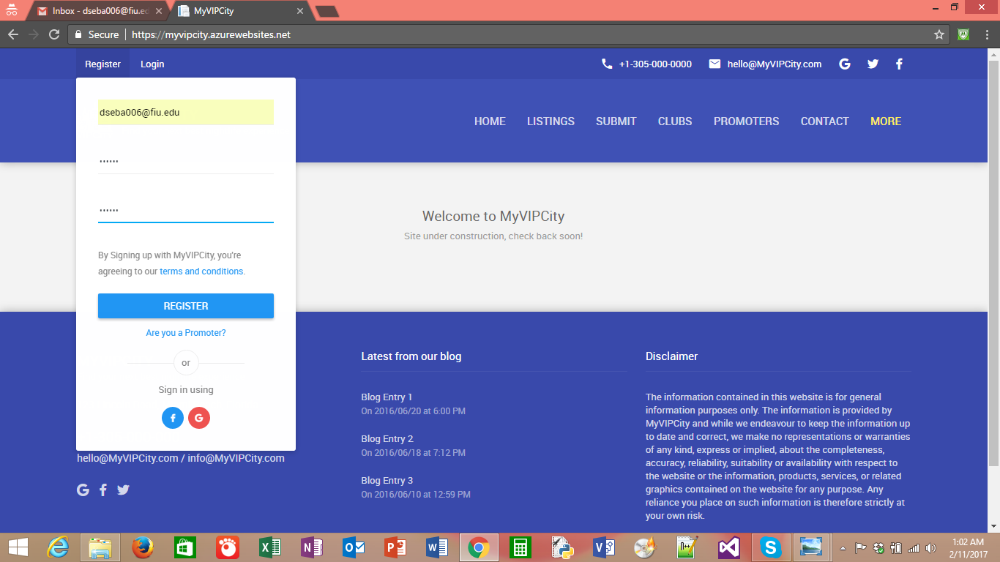 Inbox - dseba006@fiu.ed
MyVIPCity
Secure
https://myvipcity.azurewebsites.net
Register
Login
+1-305-000-0000
hello@MyVIPCity.com
HOME
LISTINGS
SUBMIT
CLUBS
PROMOTERS
CONTACT
MORE
dseba006@fiu.edu
······
······
By Signing up with MyVIPCity, you're
agreeing to our terms and conditions.
REGISTER
Are you a Promoter?
or
Sign in using
Welcome to MyVIPCity
Site under construction, check back soon!
hello@MyVIPCity.com / info@MyVIPCity.com
Latest from our blog
Blog Entry 1
On 2016/06/20 at 6:00 PM
Blog Entry 2
On 2016/06/18 at 7:12 PM
Blog Entry 3
On 2016/06/10 at 12:59 PM
Disclaimer
The information contained in this website is for general
information purposes only. The information is provided by
MyVIPCity and while we endeavour to keep the information up
to date and correct, we make no representations or warranties
of any kind, express or implied, about the completeness,
accuracy, reliability, suitability or availability with respect to
the website or the information, products, services, or related
graphics contained on the website for any purpose. Any
reliance you place on such information is therefore strictly at
your own risk.
1:02 AM
2/11/2017